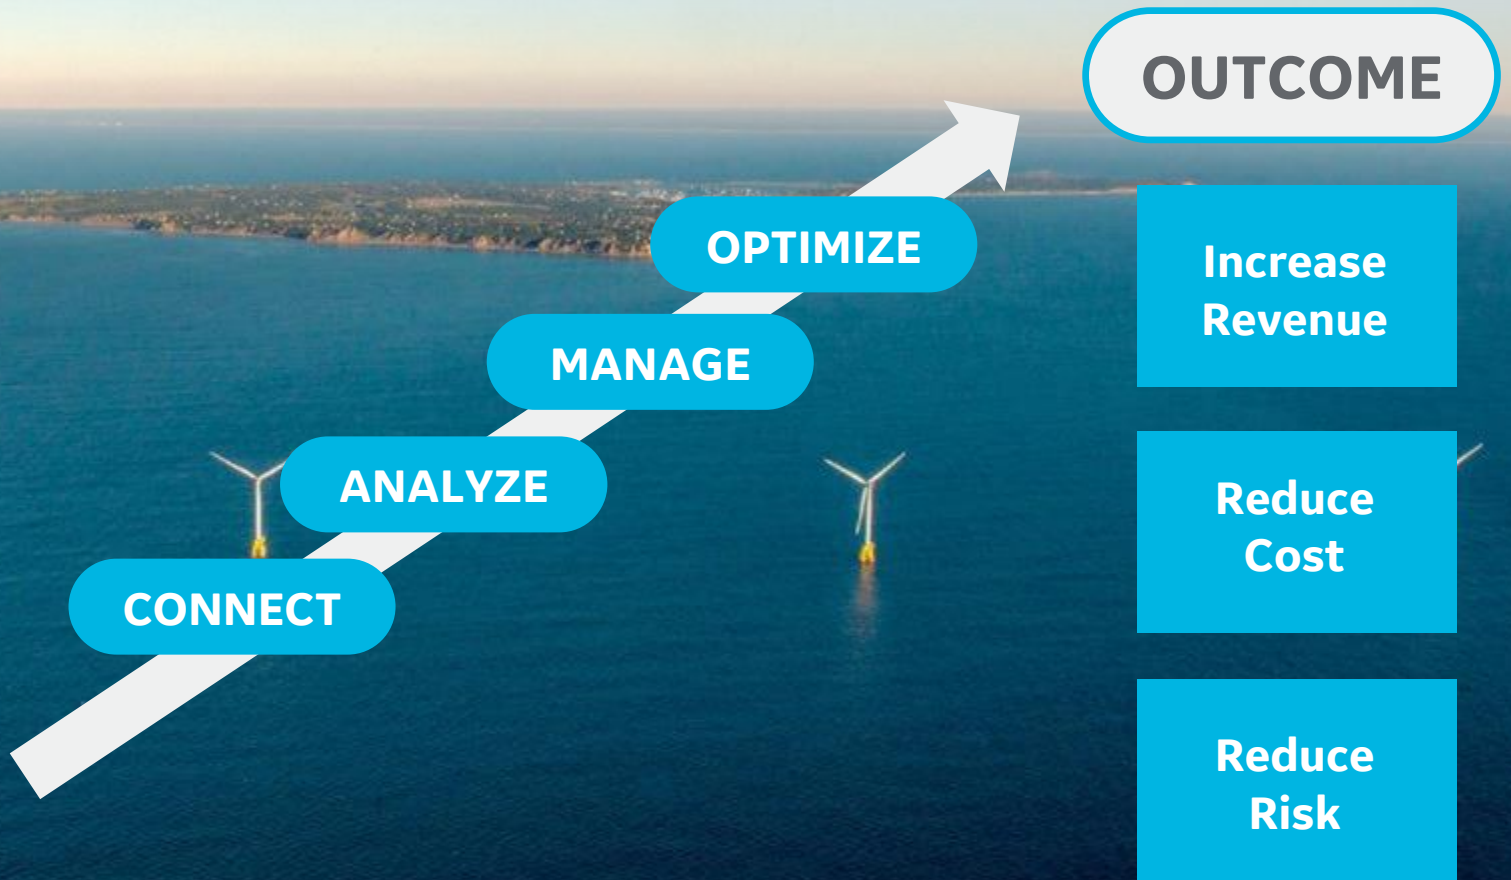 OUTCOME
OPTIMIZE
MANAGE
ANALYZE
CONNECT
Increase
Revenue
Reduce
Cost
Reduce
Risk